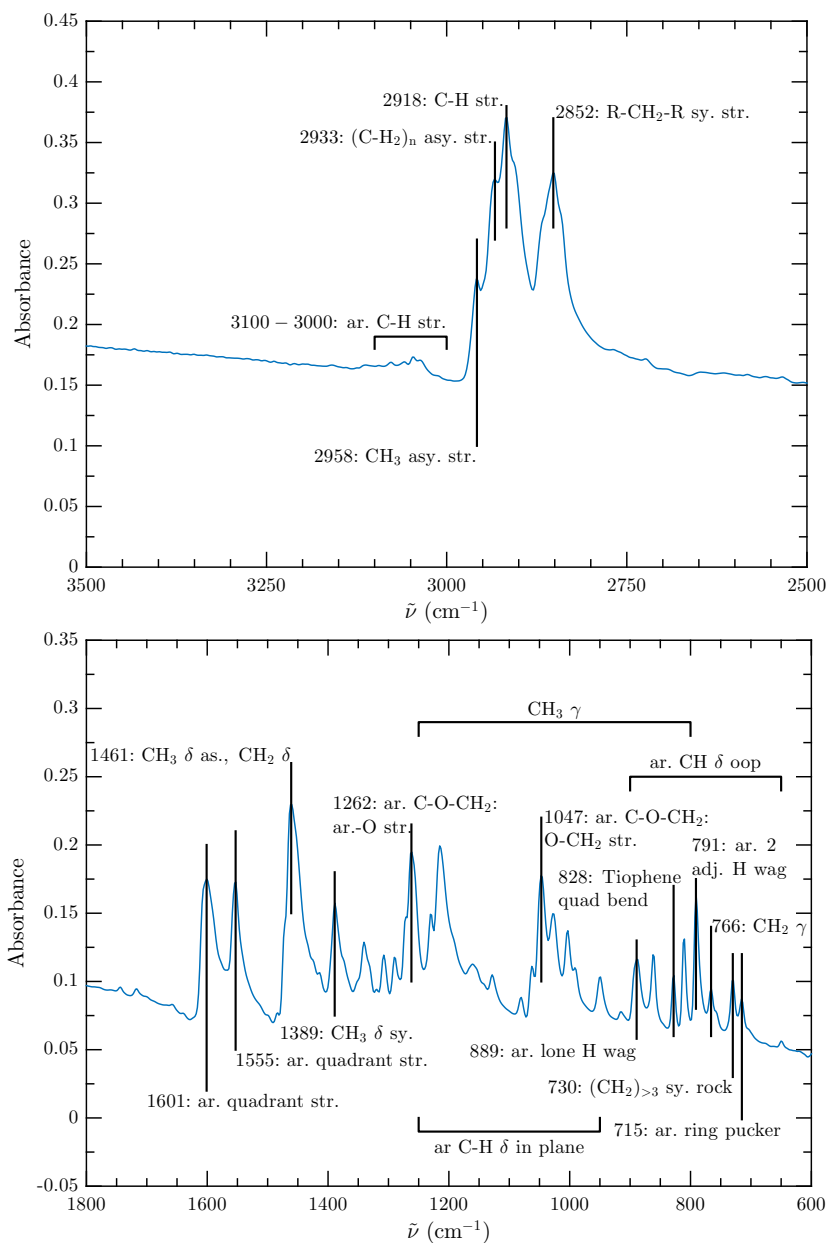 0.45
0.4
0.35
0.3
0.25
0.2
0.15
0.1
0.05
0
Absorbance
2918: C-H str.
2933: (C-H₂)ₙ asy. str.
2852: R-CH₂-R sy. str.
3100 − 3000: ar. C-H str.
2958: CH₃ asy. str.
3500 3250 3000 2750 2500
ν̃ (cm⁻¹)
0.35
0.3
0.25
0.2
0.15
0.1
0.05
0
-0.05
Absorbance
CH₃ γ
1461: CH₃ δ as., CH₂ δ
ar. CH δ oop
1262: ar. C-O-CH₂:
ar.-O str.
1047: ar. C-O-CH₂:
O-CH₂ str.
791: ar. 2
adj. H wag
828: Tiophene
quad bend
766: CH₂ γ
1389: CH₃ δ sy.
1555: ar. quadrant str.
889: ar. lone H wag
1601: ar. quadrant str.
730: (CH₂)>₃ sy. rock
715: ar. ring pucker
ar C-H δ in plane
1800 1600 1400 1200 1000 800 600
ν̃ (cm⁻¹)